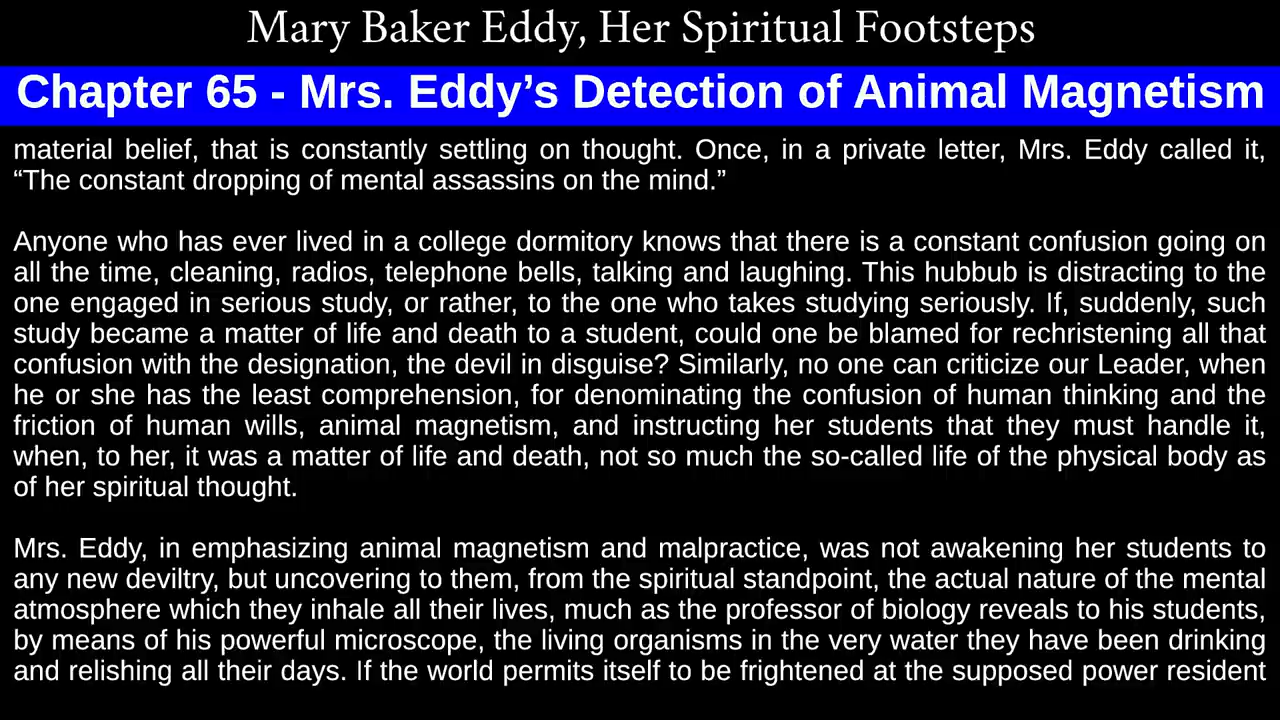 Mary Baker Eddy, Her Spiritual Footsteps
Chapter 65 - Mrs. Eddy’s Detection of Animal Magnetism
material belief, that is constantly settling on thought. Once, in a private letter, Mrs. Eddy called it,
“The constant dropping of mental assassins on the mind.”
Anyone who has ever lived in a college dormitory knows that there is a constant confusion going on
all the time, cleaning, radios, telephone bells, talking and laughing. This hubbub is distracting to the
one engaged in serious study, or rather, to the one who takes studying seriously. If, suddenly, such
study became a matter of life and death to a student, could one be blamed for rechristening all that
confusion with the designation, the devil in disguise? Similarly, no one can criticize our Leader, when
he or she has the least comprehension, for denominating the confusion of human thinking and the
friction of human wills, animal magnetism, and instructing her students that they must handle it,
when, to her, it was a matter of life and death, not so much the so-called life of the physical body as
of her spiritual thought.
Mrs. Eddy, in emphasizing animal magnetism and malpractice, was not awakening her students to
any new deviltry, but uncovering to them, from the spiritual standpoint, the actual nature of the mental
atmosphere which they inhale all their lives, much as the professor of biology reveals to his students,
by means of his powerful microscope, the living organisms in the very water they have been drinking
and relishing all their days. If the world permits itself to be frightened at the supposed power resident